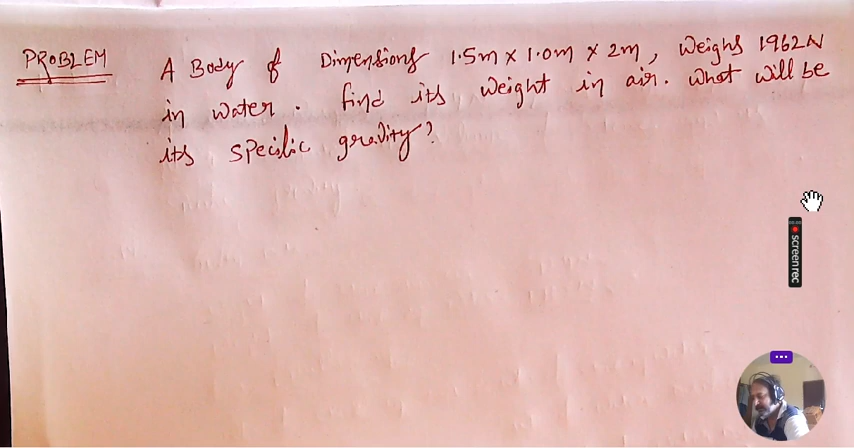 PROBLEM A Body of Dimensions 1.5m × 1.0m × 2m, Weighs 1962N
in water. find its weight in air. what will be
its specific gravity?
screenrec